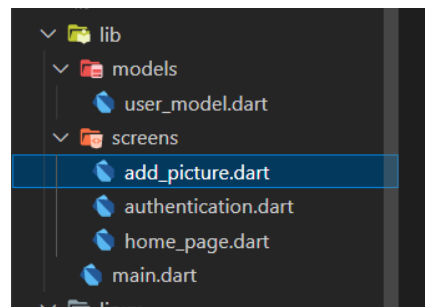 lib
models
user_model.dart
screens
add_picture.dart
authentication.dart
home_page.dart
main.dart